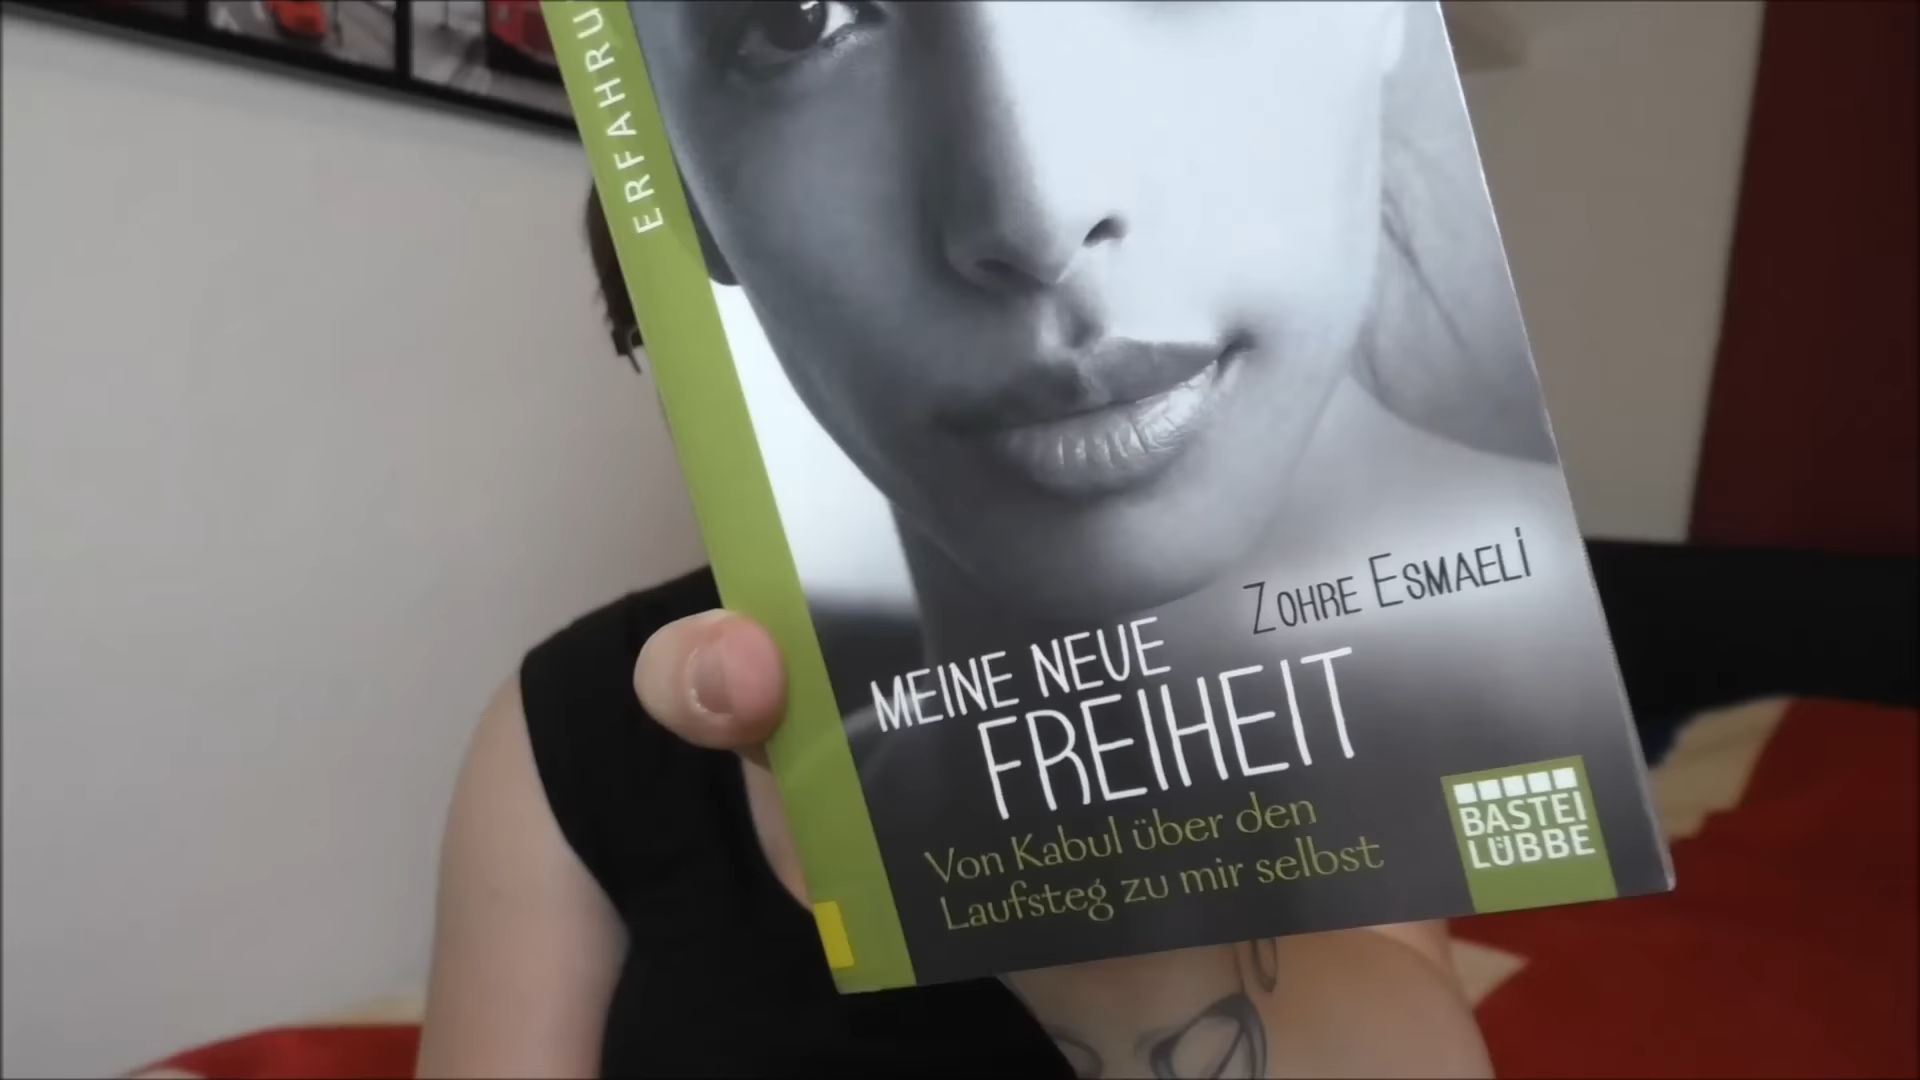 ERFAHRU
ZOHRE ESMAELI
MEINE NEUE
FREIHEIT
Von Kabul über den
Laufsteg zu mir selbst
BASTEI
LÜBBE